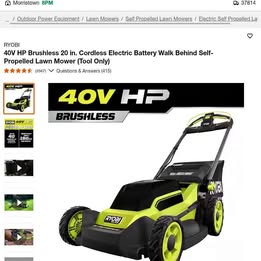 Morristown 8PM
37814
... / Outdoor Power Equipment / Lawn Mowers / Self Propelled Lawn Mowers / Electric Self Propelled La
RYOBI
40V HP Brushless 20 in. Cordless Electric Battery Walk Behind Self-
Propelled Lawn Mower (Tool Only)
Questions & Answers (415)
40V HP
BRUSHLESS
RYOBI